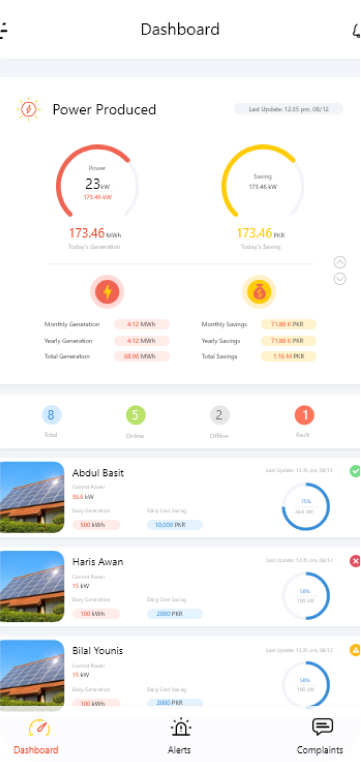 Dashboard
Power Produced
Last Update: 12:55 pm, 08/12
Power
23kW
173.46 kW
Saving
173.46 kW
173.46 MWh
173.46 PKR
Today's Generation
Today's Saving
Monthly Generation 4.12 MWh
Monthly Savings 71.88 K PKR
Yearly Generation 4.12 MWh
Yearly Savings 71.88 K PKR
Total Generation 68.96 MWh
Total Savings 1.16 M PKR
8 5 2 1
Total Online Offline Fault
Abdul Basit
Last Update: 12:35 pm, 08/12
Current Power
36.6 kW
75%
36.6 kW
Daily Generation Daily Cost Saving
500 kWh 10,000 PKR
Haris Awan
Last Update: 12:35 pm, 08/12
Current Power
15 kW
58%
100 kW
Daily Generation Daily Cost Saving
100 kWh 2000 PKR
Bilal Younis
Last Update: 12:35 pm, 08/12
Current Power
15 kW
58%
100 kW
Daily Generation Daily Cost Saving
100 kWh 2000 PKR
Dashboard Alerts Complaints